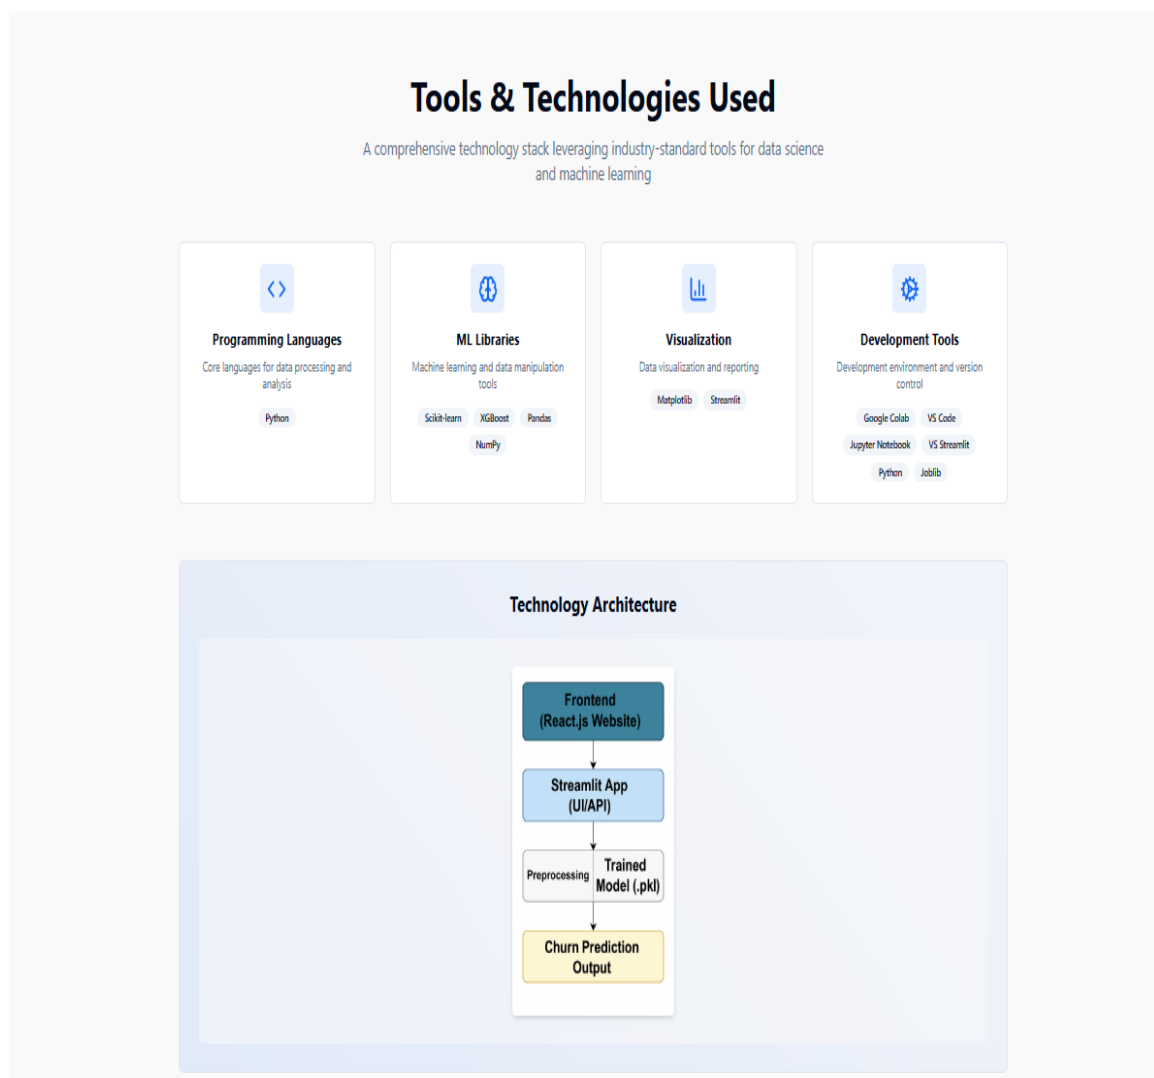 Tools & Technologies Used
A comprehensive technology stack leveraging industry-standard tools for data science
and machine learning
Programming Languages
Core languages for data processing and
analysis
Python
ML Libraries
Machine learning and data manipulation
tools
Scikit-learn XGBoost Pandas
NumPy
Visualization
Data visualization and reporting
Matplotlib Streamlit
Development Tools
Development environment and version
control
Google Colab VS Code
Jupyter Notebook VS Streamlit
Python Joblib
Technology Architecture
Frontend
(React.js Website)
Streamlit App
(UI/API)
Preprocessing
Trained
Model (.pkl)
Churn Prediction
Output